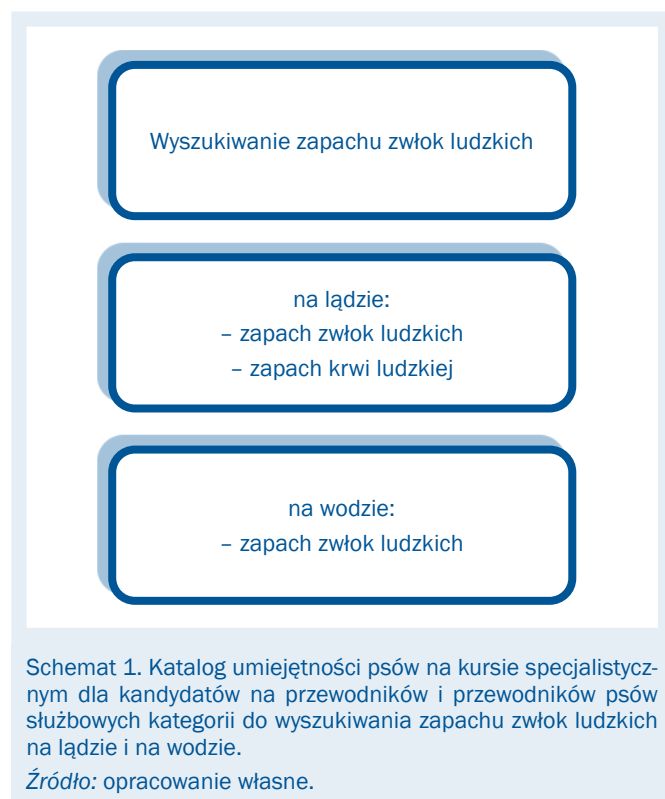 Wyszukiwanie zapachu zwłok ludzkich
na lądzie:
– zapach zwłok ludzkich
– zapach krwi ludzkiej
na wodzie:
– zapach zwłok ludzkich
Schemat 1. Katalog umiejętności psów na kursie specjalistycz-
nym dla kandydatów na przewodników i przewodników psów
służbowych kategorii do wyszukiwania zapachu zwłok ludzkich
na lądzie i na wodzie.
Źródło: opracowanie własne.